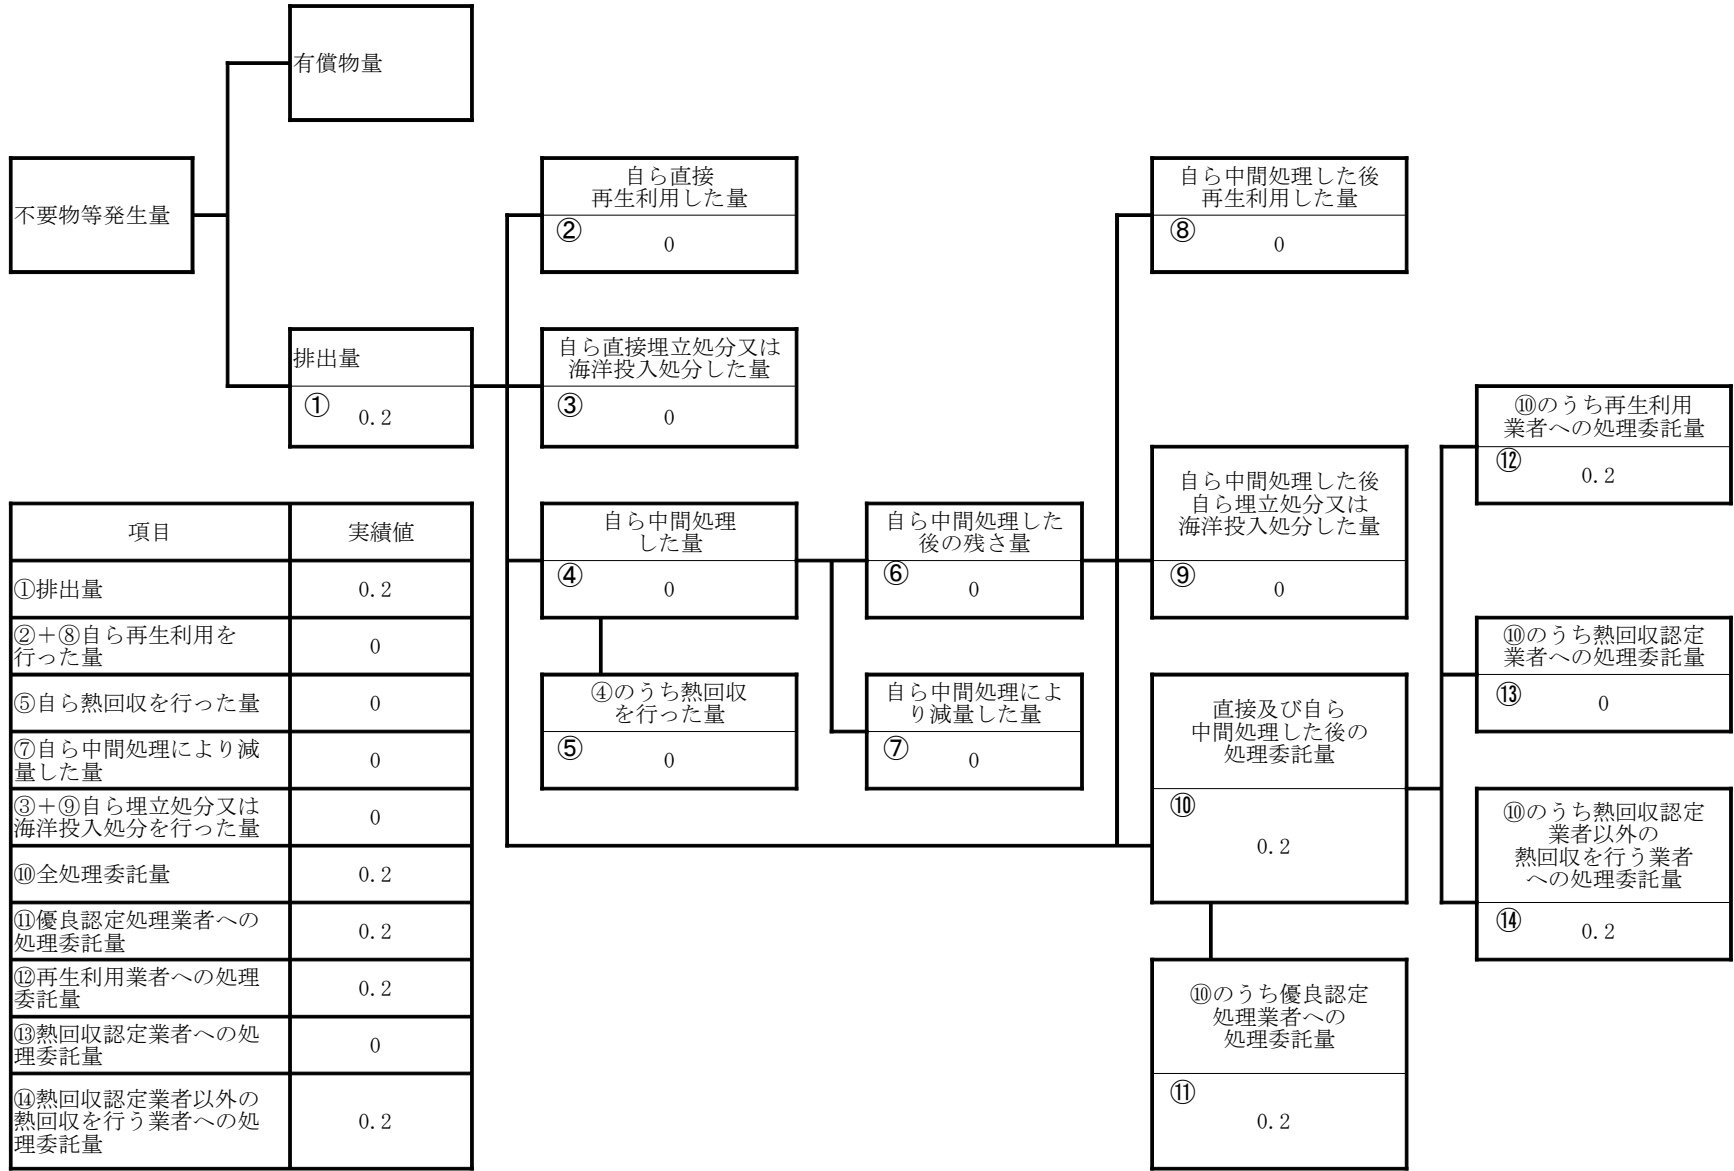 有償物量
不要物等発生量
自ら直接
再生利用した量
②
0
自ら中間処理した後
再生利用した量
⑧
0
排出量
①
0.2
自ら直接埋立処分又は
海洋投入処分した量
③
0
⑩のうち再生利用
業者への処理委託量
⑫
0.2
自ら中間処理
した量
④
0
自ら中間処理した
後の残さ量
⑥
0
自ら中間処理した後
自ら埋立処分又は
海洋投入処分した量
⑨
0
⑩のうち熱回収認定
業者への処理委託量
⑬
0
④のうち熱回収
を行った量
⑤
0
自ら中間処理によ
り減量した量
⑦
0
直接及び自ら
中間処理した後の
処理委託量
⑩
0.2
⑩のうち熱回収認定
業者以外の
熱回収を行う業者
への処理委託量
⑭
0.2
⑩のうち優良認定
処理業者への
処理委託量
⑪
0.2
項目 実績値
①排出量 0.2
②＋⑧自ら再生利用を
行った量
0
⑤自ら熱回収を行った量 0
⑦自ら中間処理により減
量した量
0
③＋⑨自ら埋立処分又は
海洋投入処分を行った量
0
⑩全処理委託量 0.2
⑪優良認定処理業者への
処理委託量
0.2
⑫再生利用業者への処理
委託量
0.2
⑬熱回収認定業者への処
理委託量
0
⑭熱回収認定業者以外の
熱回収を行う業者への処
理委託量
0.2